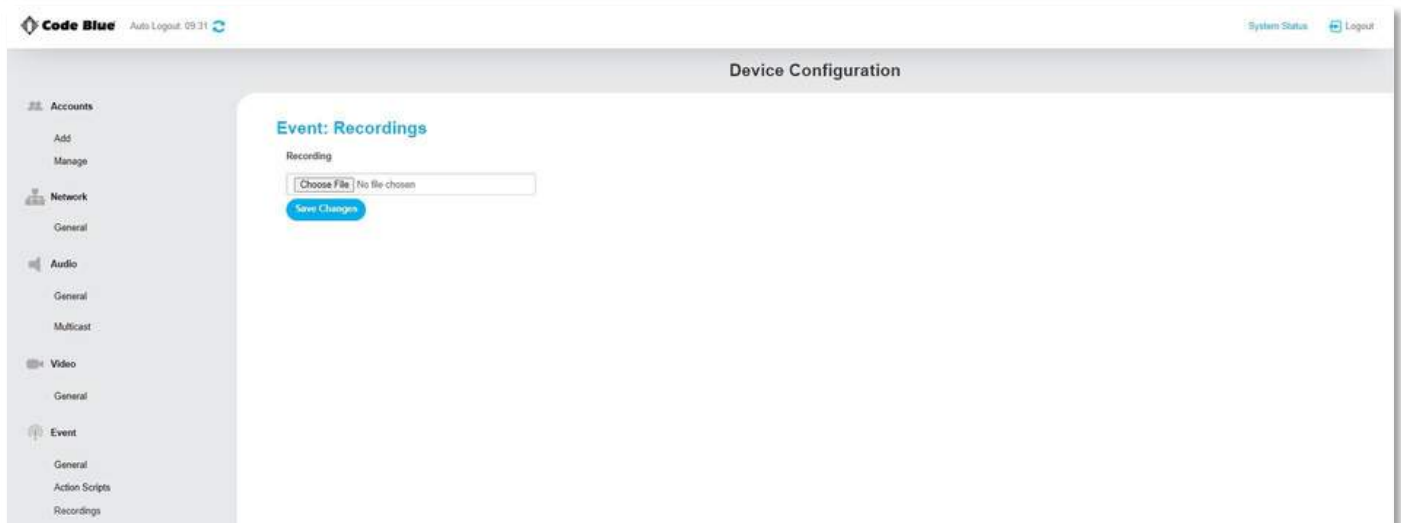 Code Blue Auto Logout: 09:31 System Status Logout
Device Configuration
Accounts
Add
Manage
Network
General
Audio
General
Multicast
Video
General
Event
General
Action Scripts
Recordings
Event: Recordings
Recording
Choose File No file chosen
Save Changes